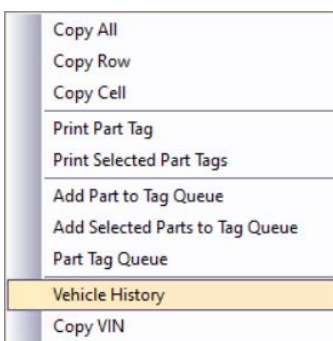 Copy All
Copy Row
Copy Cell
Print Part Tag
Print Selected Part Tags
Add Part to Tag Queue
Add Selected Parts to Tag Queue
Part Tag Queue
Vehicle History
Copy VIN